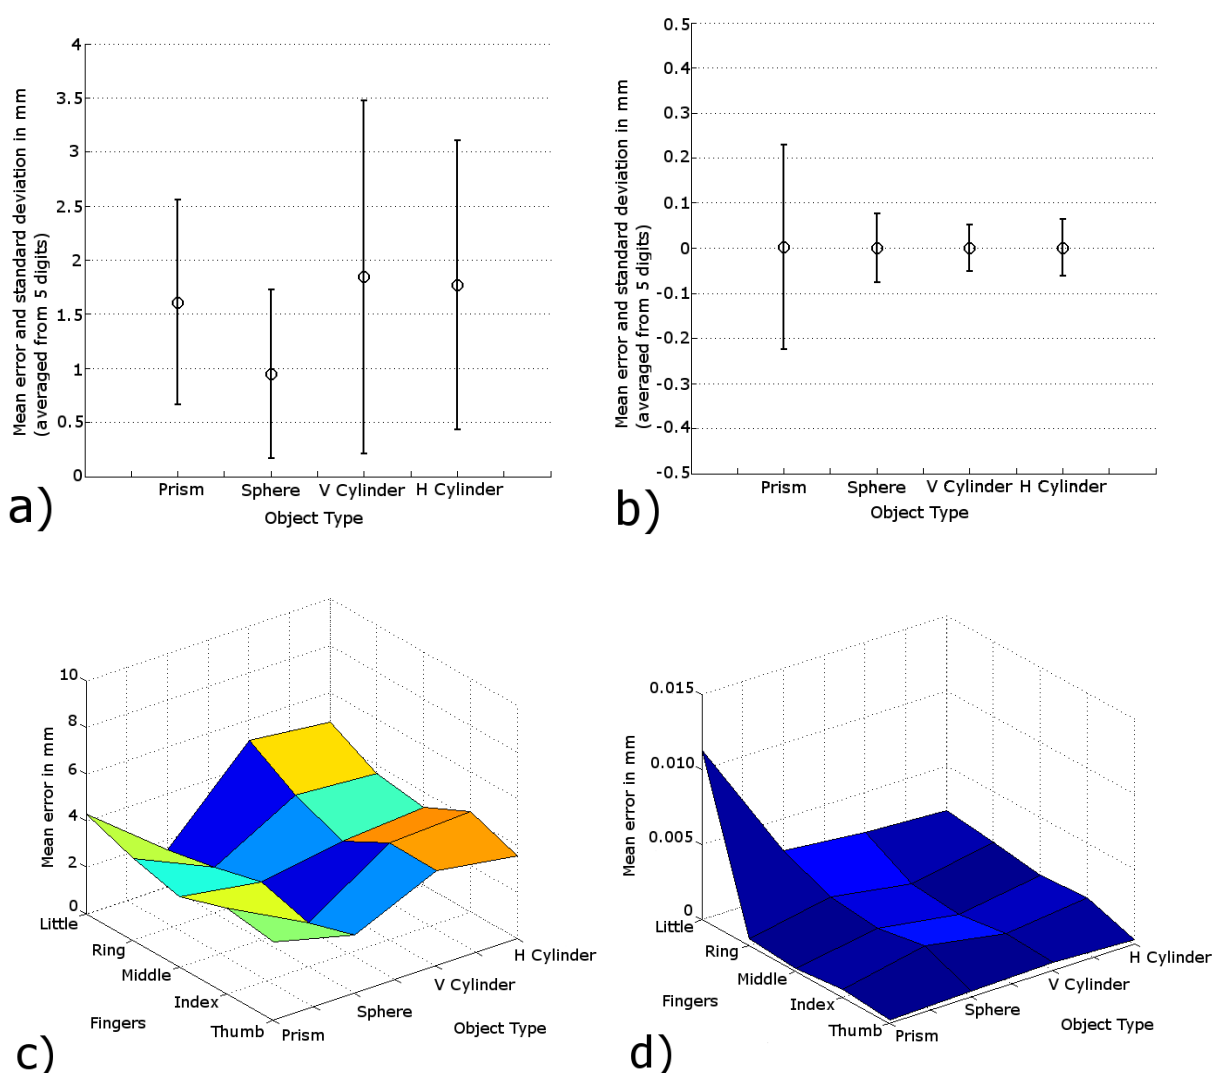 Mean error and standard deviation in mm
(averaged from 5 digits)
4
3.5
3
2.5
2
1.5
1
0.5
0
Prism Sphere V Cylinder H Cylinder
Object Type
a)
Mean error and standard deviation in mm
(averaged from 5 digits)
0.5
0.4
0.3
0.2
0.1
0
-0.1
-0.2
-0.3
-0.4
-0.5
Prism Sphere V Cylinder H Cylinder
Object Type
b)
Mean error in mm
10
8
6
4
2
0
Little
Ring
Middle
Index
Thumb
Fingers
Prism
Sphere
V Cylinder
H Cylinder
Object Type
c)
Mean error in mm
0.015
0.010
0.005
0
Little
Ring
Middle
Index
Thumb
Fingers
Prism
Sphere
V Cylinder
H Cylinder
Object Type
d)